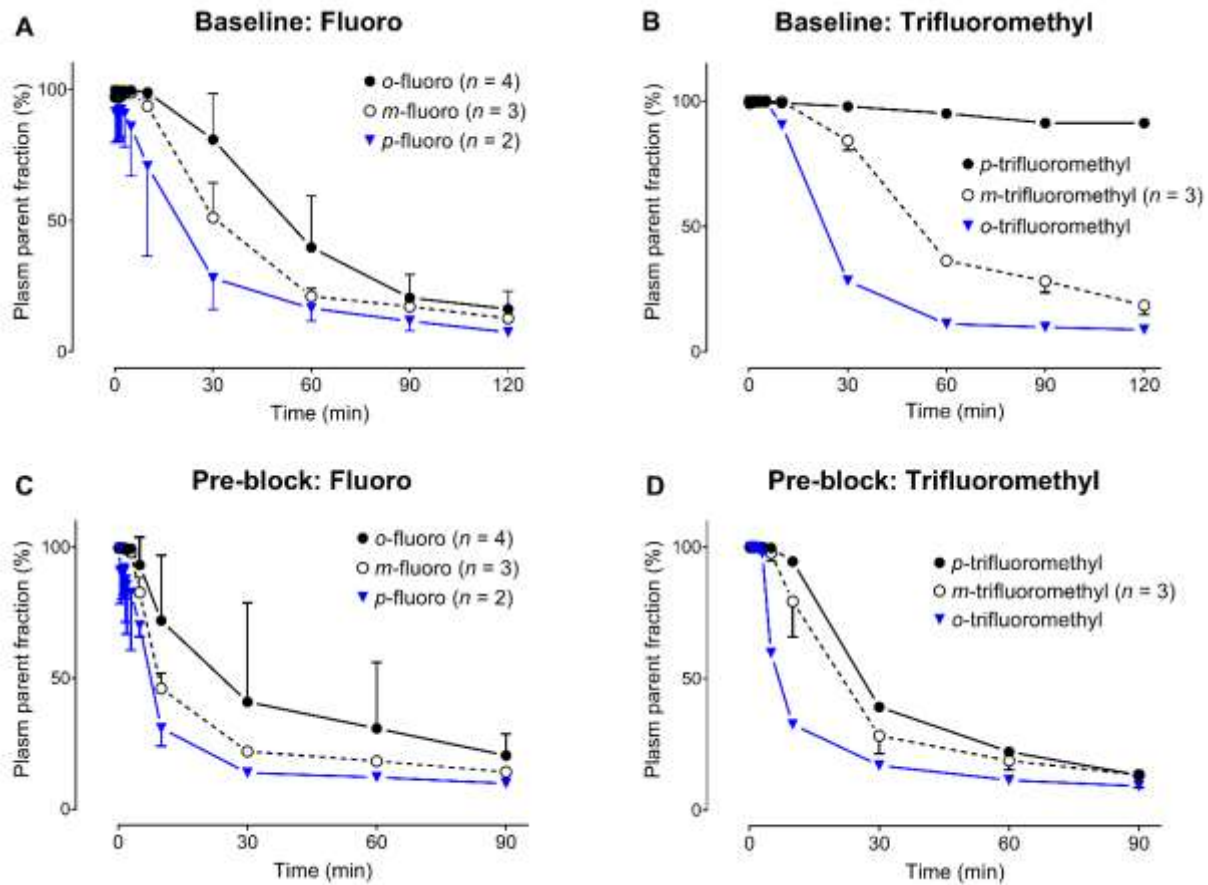 A
Baseline: Fluoro
Plasm parent fraction (%)
100
50
0
o-fluoro (n = 4)
m-fluoro (n = 3)
p-fluoro (n = 2)
0 30 60 90 120
Time (min)
B
Baseline: Trifluoromethyl
Plasm parent fraction (%)
100
50
0
p-trifluoromethyl
m-trifluoromethyl (n = 3)
o-trifluoromethyl
0 30 60 90 120
Time (min)
C
Pre-block: Fluoro
Plasm parent fraction (%)
100
50
0
o-fluoro (n = 4)
m-fluoro (n = 3)
p-fluoro (n = 2)
0 30 60 90
Time (min)
D
Pre-block: Trifluoromethyl
Plasm parent fraction (%)
100
50
0
p-trifluoromethyl
m-trifluoromethyl (n = 3)
o-trifluoromethyl
0 30 60 90
Time (min)